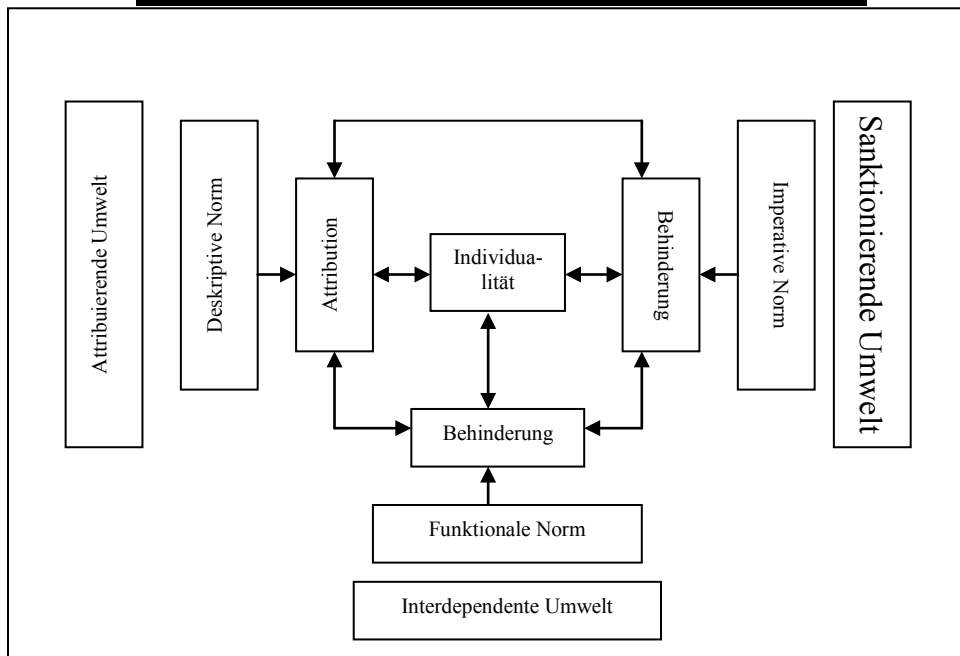 Attribuierende Umwelt
Deskriptive Norm
Attribution
Individua-
lität
Behinderung
Imperative Norm
Sanktionierende Umwelt
Behinderung
Funktionale Norm
Interdependente Umwelt